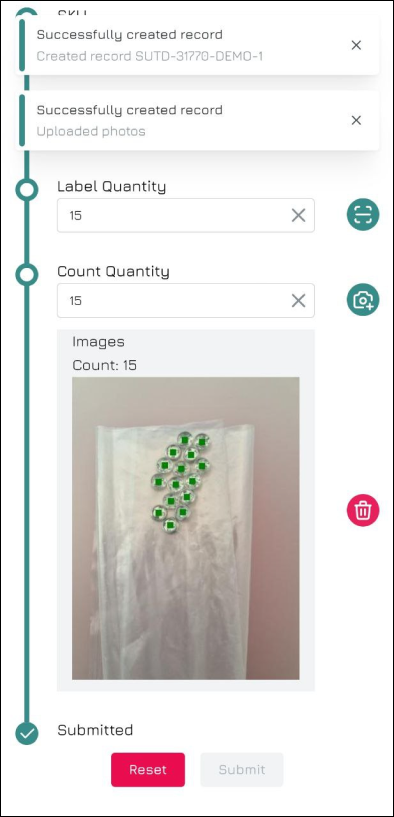 SKU
Successfully created record
Created record SUTD-31770-DEMO-1
Successfully created record
Uploaded photos
Label Quantity
15
Count Quantity
15
Images
Count: 15
Submitted
Reset
Submit